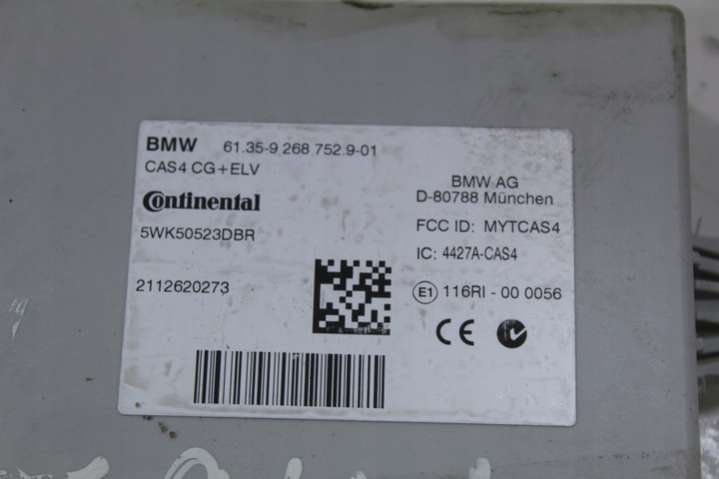 BMW 61.35-9 268 752.9-01
CAS4 CG+ELV
Continental
5WK50523DBR
2112620273
BMW AG
D-80788 München
FCC ID: MYTCAS4
IC: 4427A-CAS4
E1 116RI - 00 0056
CE